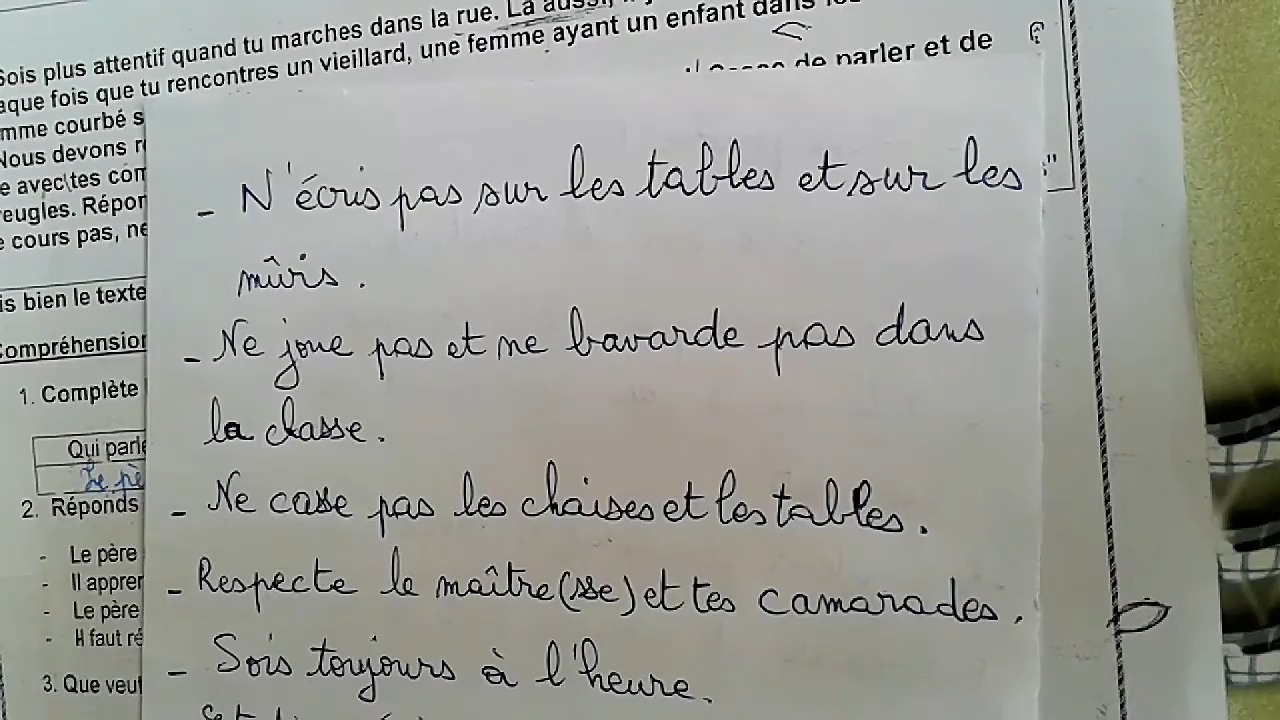 Sois plus attentif quand tu marches dans la rue. Là aussi,
que fois que tu rencontres un vieillard, une femme ayant un enfant dans
mme courbé s
de parler et de
Nous devons r
e avec tes com
eugles. Répon
cours pas, ne
- N'écris pas sur les tables et sur les
mûrs.
- Ne joue pas et ne bavarde pas dans
la classe.
- Ne casse pas les chaises et les tables.
- Respecte le maître(sse) et tes camarades.
- Sois toujours à l'heure.
is bien le texte
Compréhension
1. Complète
Qui parle
Le pè
2. Réponds
- Le père
- Il appren
- Le père
- Il faut ré
3. Que veut